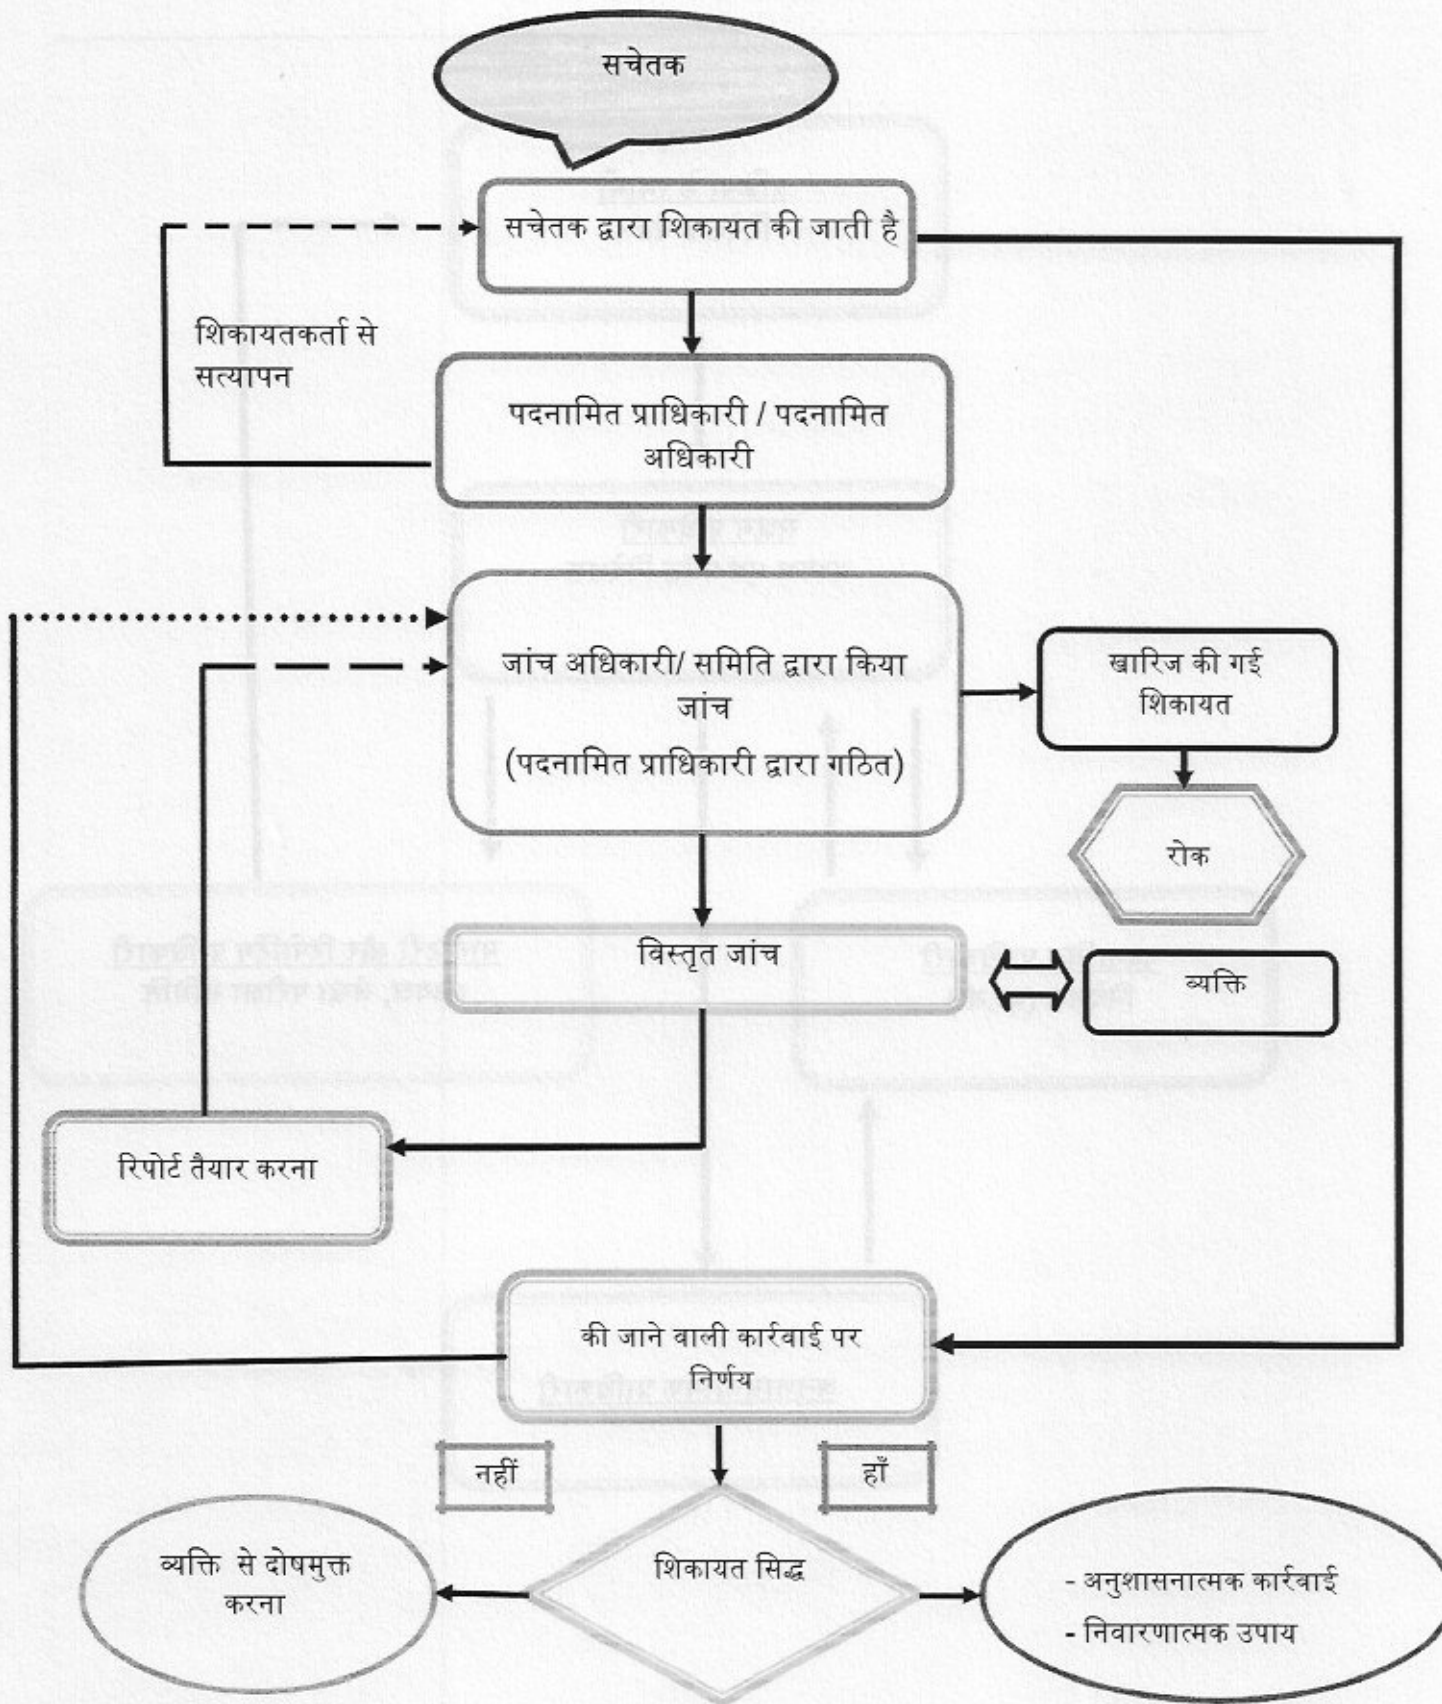 सचेतक
सचेतक द्वारा शिकायत की जाती है
शिकायतकर्ता से
सत्यापन
पदनामित प्राधिकारी / पदनामित
अधिकारी
जांच अधिकारी/ समिति द्वारा किया
जांच
(पदनामित प्राधिकारी द्वारा गठित)
खारिज की गई
शिकायत
रोक
विस्तृत जांच
व्यक्ति
रिपोर्ट तैयार करना
की जाने वाली कार्रवाई पर
निर्णय
नहीं
हाँ
व्यक्ति से दोषमुक्त
करना
शिकायत सिद्ध
- अनुशासनात्मक कार्रवाई
- निवारणात्मक उपाय